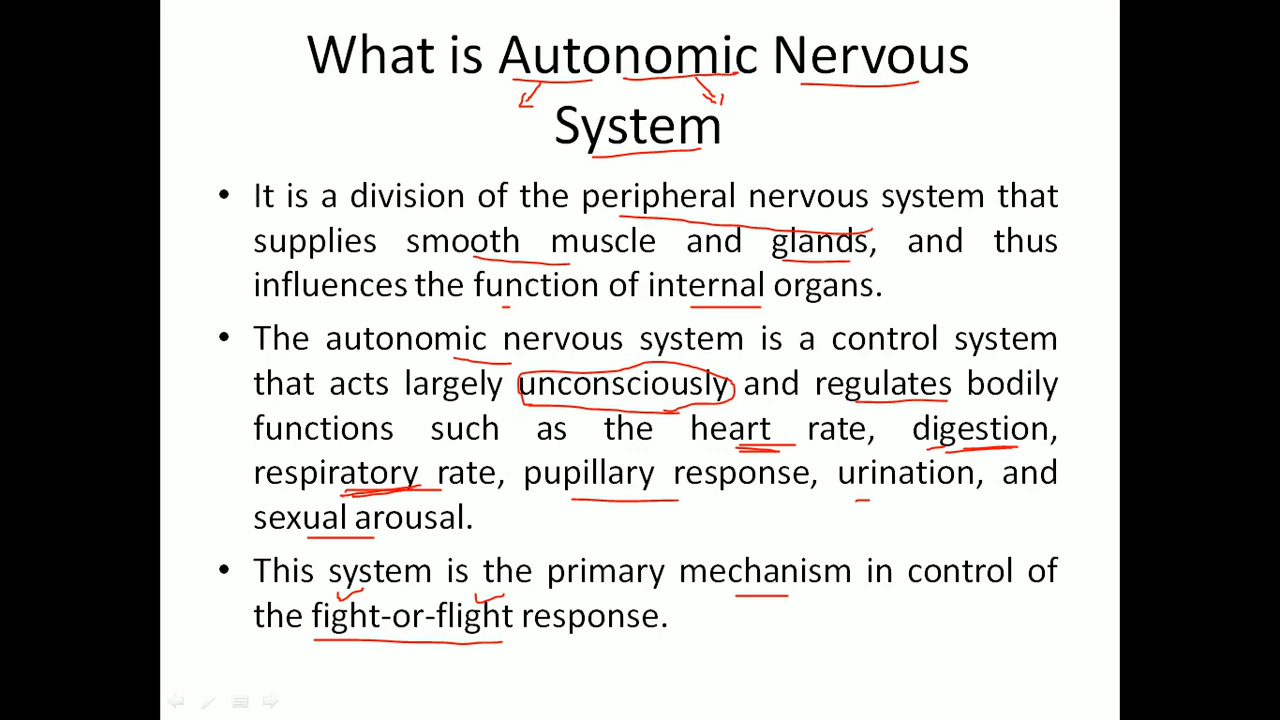 What is Autonomic Nervous
System
• It is a division of the peripheral nervous system that
supplies smooth muscle and glands, and thus
influences the function of internal organs.
• The autonomic nervous system is a control system
that acts largely unconsciously and regulates bodily
functions such as the heart rate, digestion,
respiratory rate, pupillary response, urination, and
sexual arousal.
• This system is the primary mechanism in control of
the fight-or-flight response.